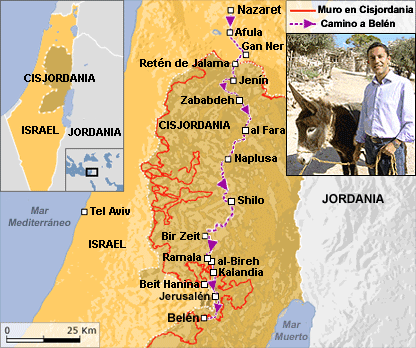 Muro en Cisjordania
Camino a Belén
Nazaret
Afula
Gan Ner
Retén de Jalama
Jenín
Zababdeh
CISJORDANIA
al Fara
Naplusa
Shilo
Bir Zeit
Ramala
al-Bireh
Kalandia
Beit Hanina
Jerusalén
Belén
CISJORDANIA
ISRAEL
JORDANIA
Mar
Mediterráneo
Tel Aviv
ISRAEL
JORDANIA
Mar
Muerto
0
25 Km